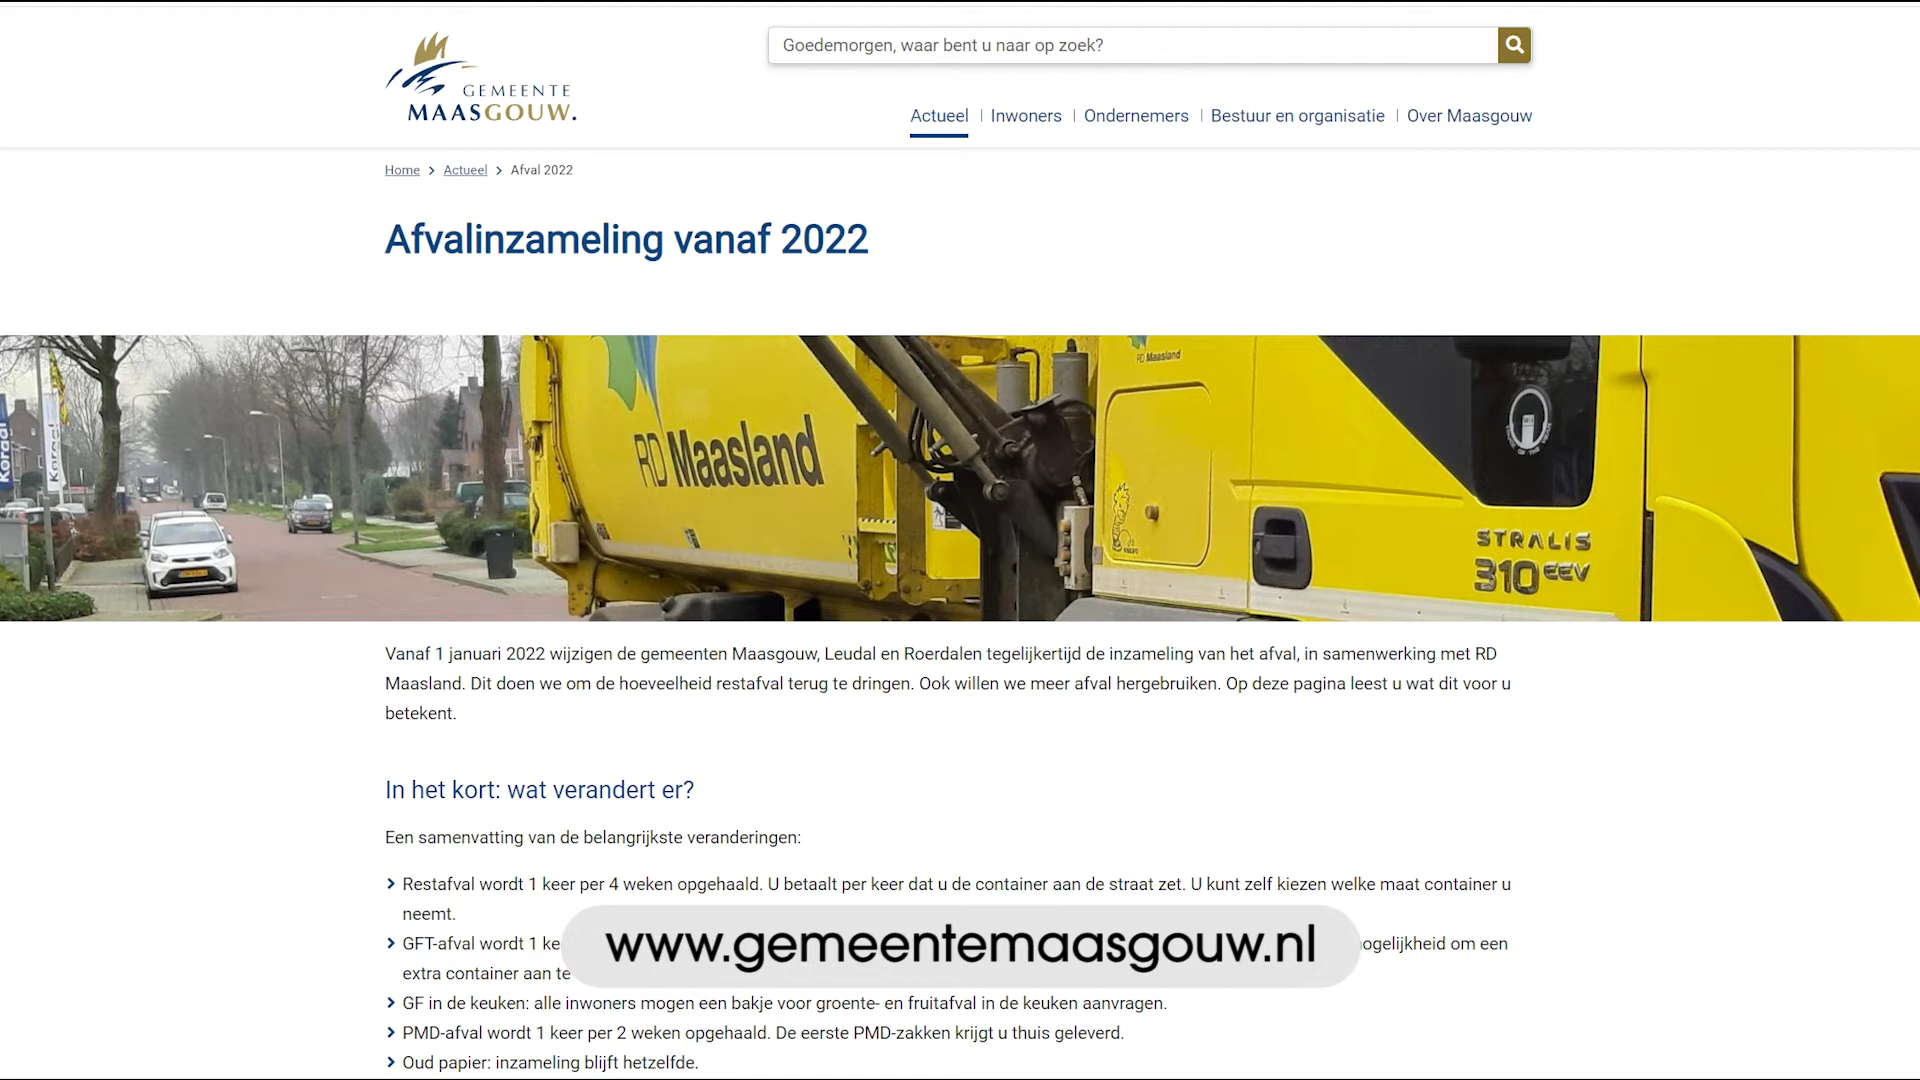 Goedemorgen, waar bent u naar op zoek?
GEMEENTE
MAASGOUW.
Actueel | Inwoners | Ondernemers | Bestuur en organisatie | Over Maasgouw
Home > Actueel > Afval 2022
Afvalinzameling vanaf 2022
RD Maasland
Koraal
Koraal
RD Maasland
STRALIS
310 EEV
Vanaf 1 januari 2022 wijzigen de gemeenten Maasgouw, Leudal en Roerdalen tegelijkertijd de inzameling van het afval, in samenwerking met RD
Maasland. Dit doen we om de hoeveelheid restafval terug te dringen. Ook willen we meer afval hergebruiken. Op deze pagina leest u wat dit voor u
betekent.
In het kort: wat verandert er?
Een samenvatting van de belangrijkste veranderingen:
Restafval wordt 1 keer per 4 weken opgehaald. U betaalt per keer dat u de container aan de straat zet. U kunt zelf kiezen welke maat container u
neemt.
GFT-afval wordt 1 om een
www.gemeentemaasgouw.nl
extra container aan te
GF in de keuken: alle inwoners mogen een bakje voor groente- en fruitafval in de keuken aanvragen.
PMD-afval wordt 1 keer per 2 weken opgehaald. De eerste PMD-zakken krijgt u thuis geleverd.
Oud papier: inzameling blijft hetzelfde.